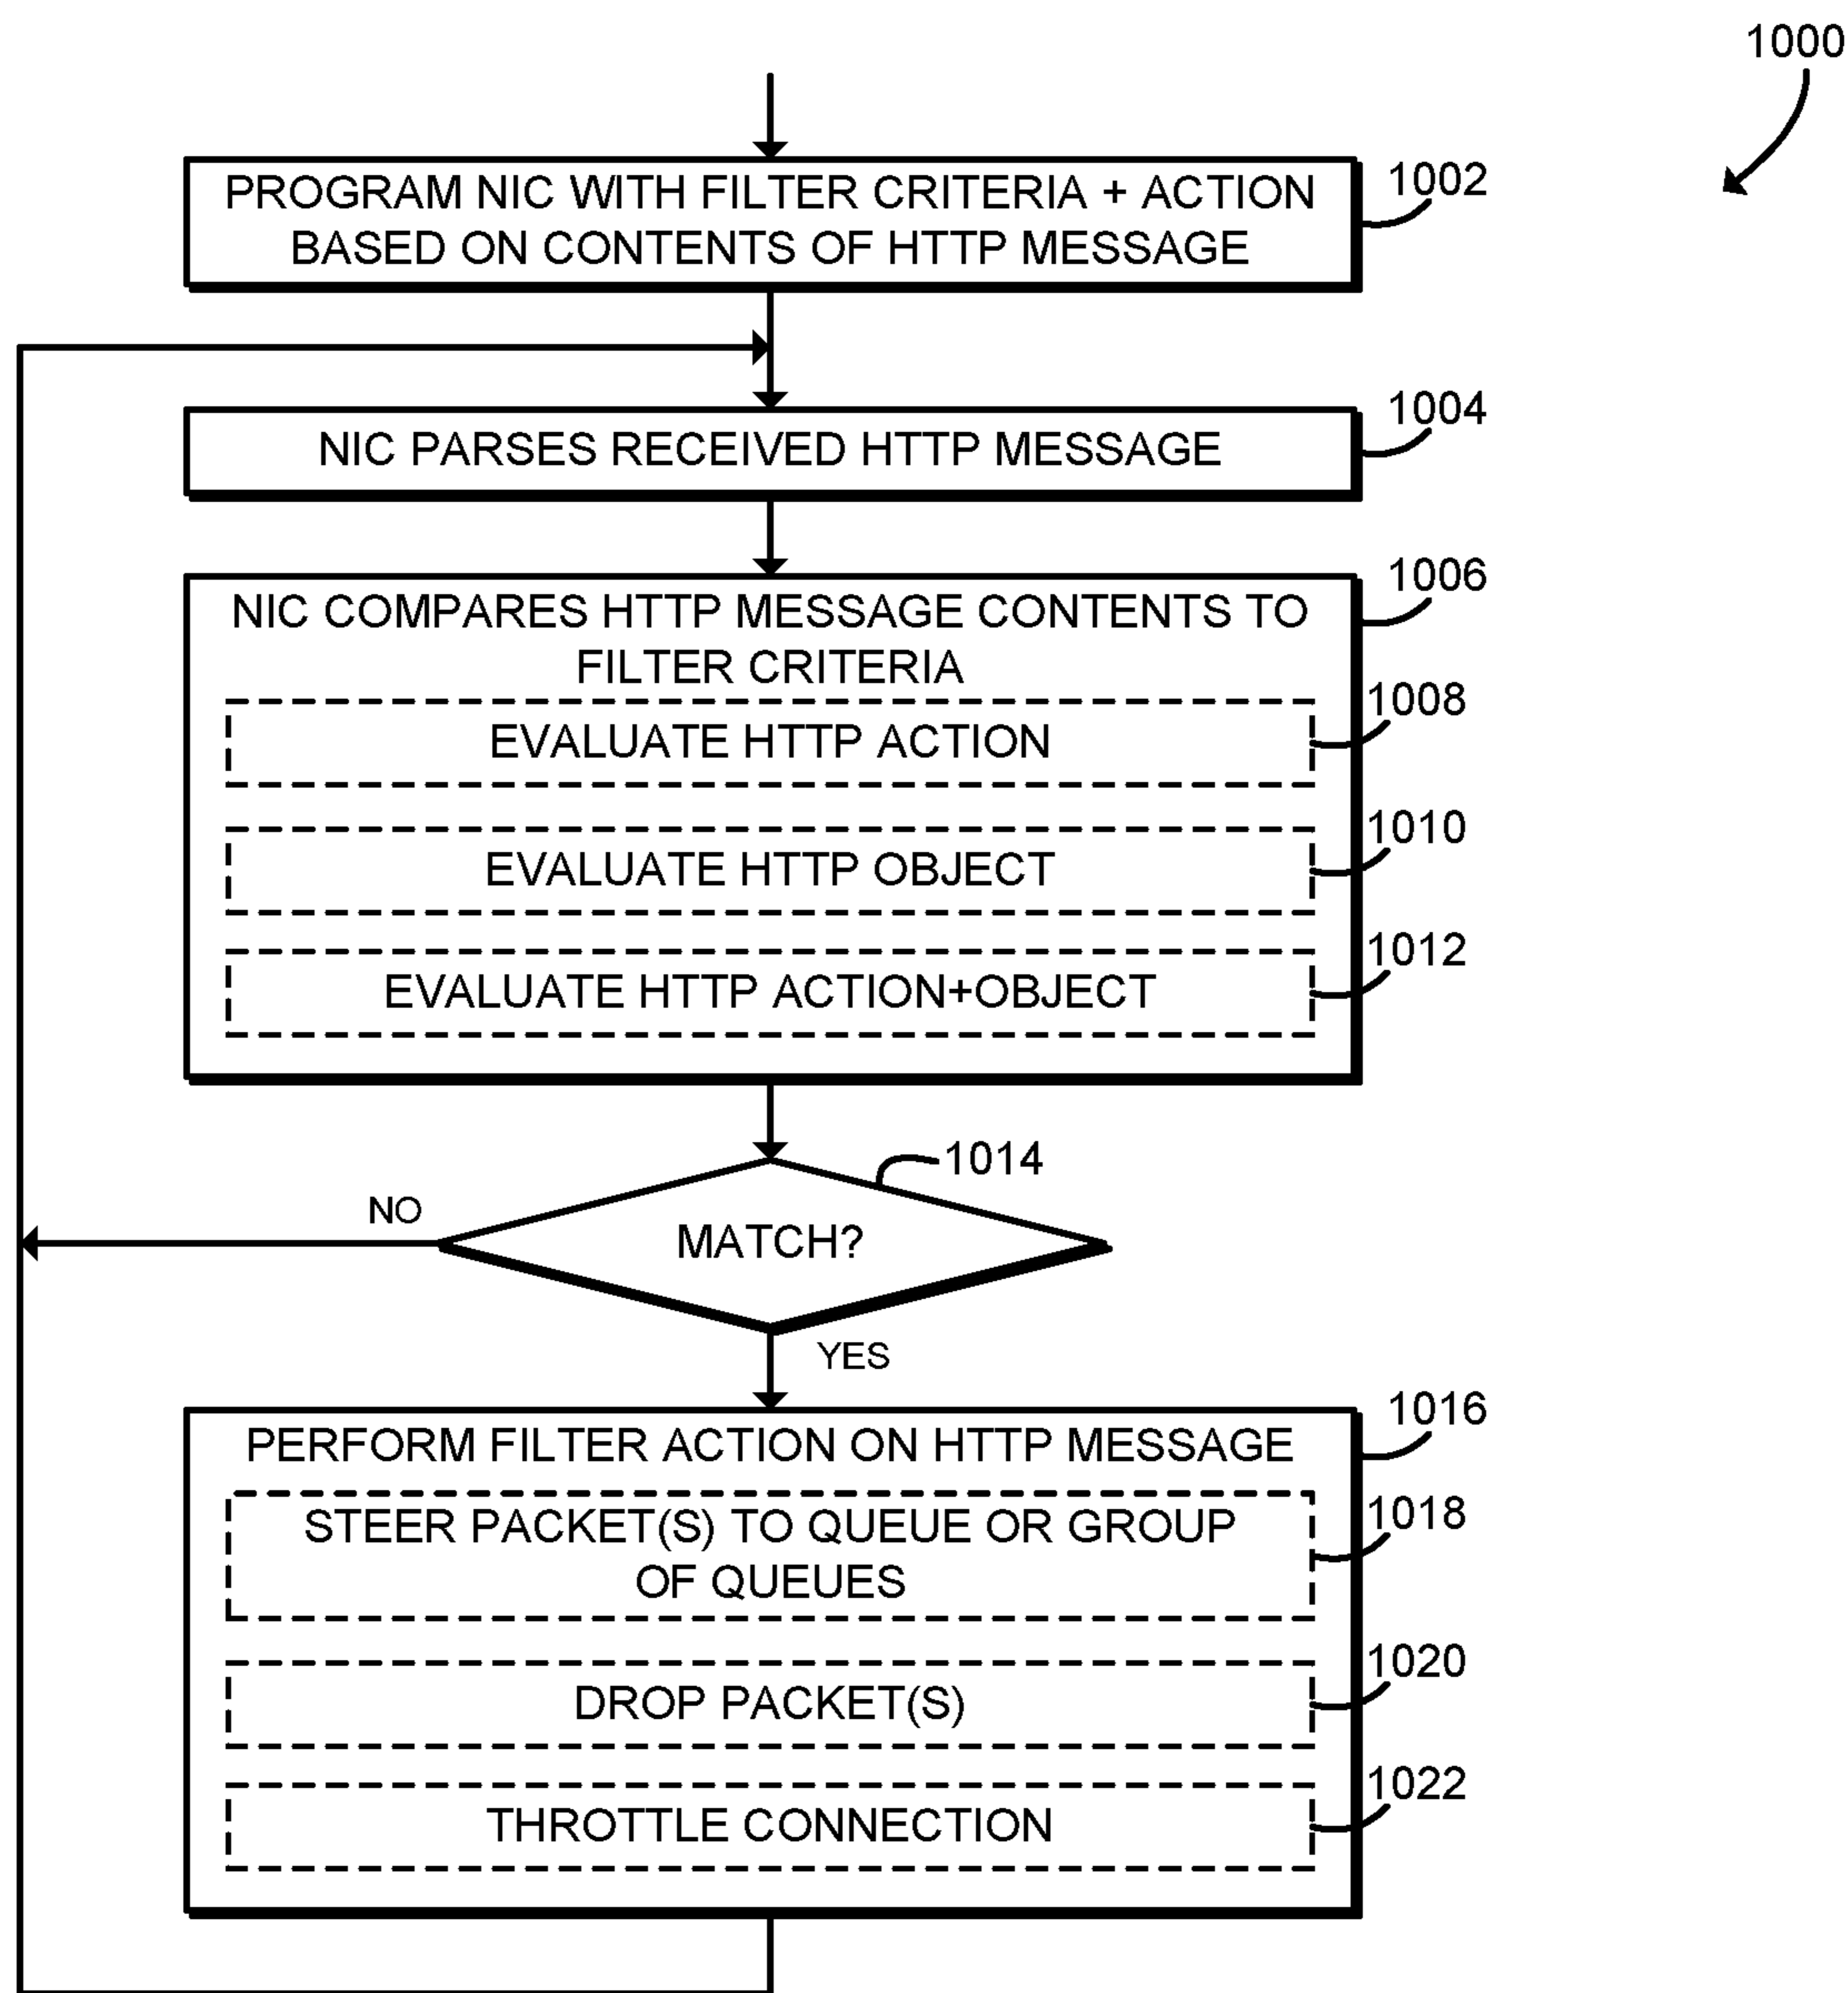 1000
PROGRAM NIC WITH FILTER CRITERIA + ACTION
BASED ON CONTENTS OF HTTP MESSAGE
1002
NIC PARSES RECEIVED HTTP MESSAGE
1004
NIC COMPARES HTTP MESSAGE CONTENTS TO
FILTER CRITERIA
1006
EVALUATE HTTP ACTION
1008
EVALUATE HTTP OBJECT
1010
EVALUATE HTTP ACTION+OBJECT
1012
MATCH?
1014
NO
YES
PERFORM FILTER ACTION ON HTTP MESSAGE
1016
STEER PACKET(S) TO QUEUE OR GROUP
OF QUEUES
1018
DROP PACKET(S)
1020
THROTTLE CONNECTION
1022